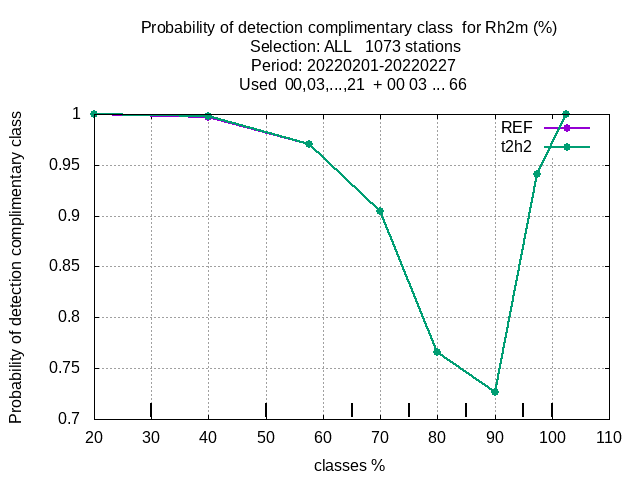 Probability of detection complimentary class  for Rh2m (%)
Selection: ALL   1073 stations
Period: 20220201-20220227
Used  00,03,...,21  + 00 03 ... 66
Probability of detection complimentary class
1
0.95
0.9
0.85
0.8
0.75
0.7
REF
t2h2
20 30 40 50 60 70 80 90 100 110
classes %